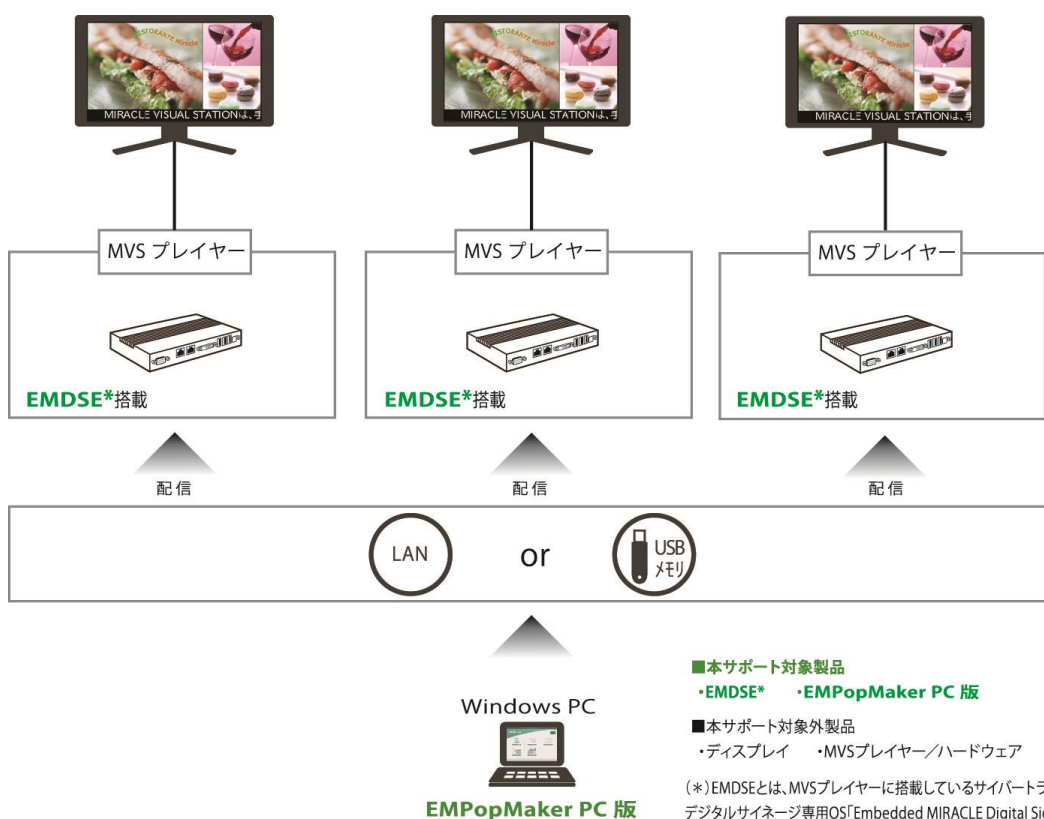 RISTORANTE Miracle
MIRACLE VISUAL STATIONは、手
RISTORANTE Miracle
MIRACLE VISUAL STATIONは、手
RISTORANTE Miracle
MIRACLE VISUAL STATIONは、手
MVS プレイヤー
MVS プレイヤー
MVS プレイヤー
EMDSE*搭載
EMDSE*搭載
EMDSE*搭載
配信
配信
配信
LAN
or
USB
メモリ
Windows PC
EMPopMaker PC 版
■本サポート対象製品
・EMDSE* ・EMPopMaker PC 版
■本サポート対象外製品
・ディスプレイ ・MVSプレイヤー／ハードウェア
(＊)EMDSEとは、MVSプレイヤーに搭載しているサイバートラ
デジタルサイネージ専用OS「Embedded MIRACLE Digital Sig